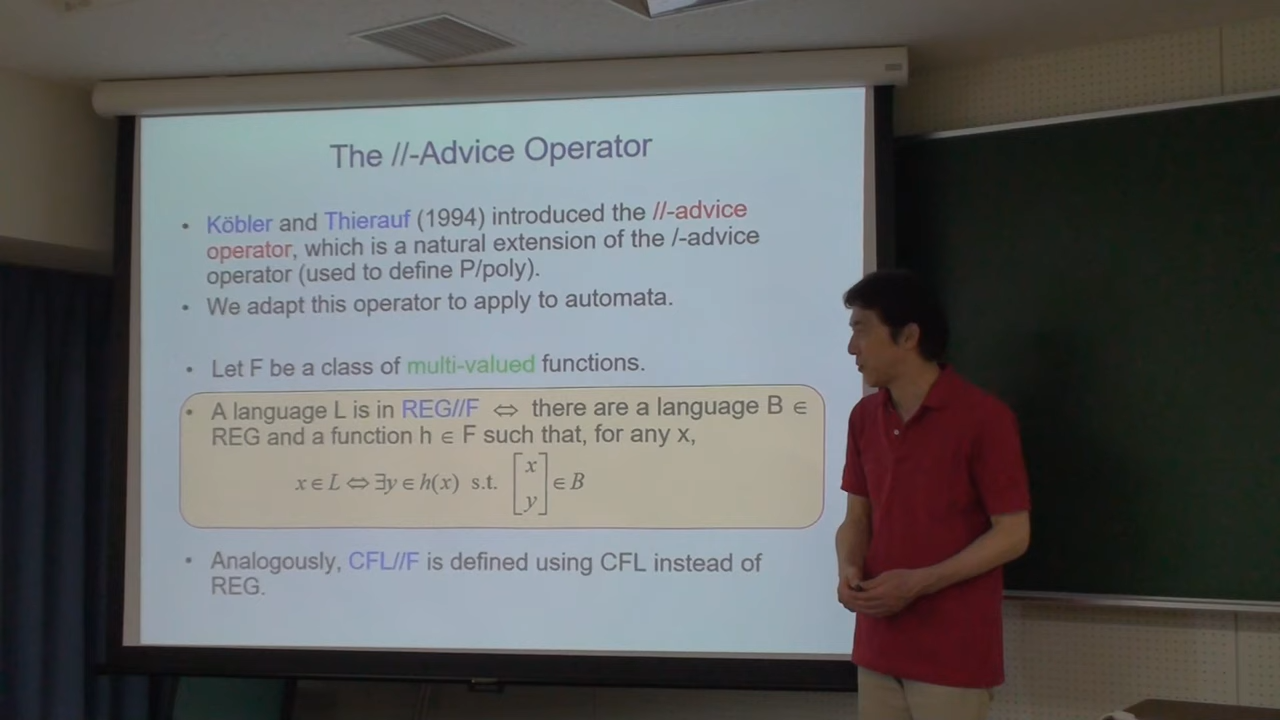 The //-Advice Operator
• Köbler and Thierauf (1994) introduced the //-advice
operator, which is a natural extension of the /-advice
operator (used to define P/poly).
• We adapt this operator to apply to automata.
• Let F be a class of multi-valued functions.
• A language L is in REG//F ⇔ there are a language B ∈
REG and a function h ∈ F such that, for any x,
x ∈ L ⇔ ∃y ∈ h(x) s.t. [x y] ∈ B
• Analogously, CFL//F is defined using CFL instead of
REG.